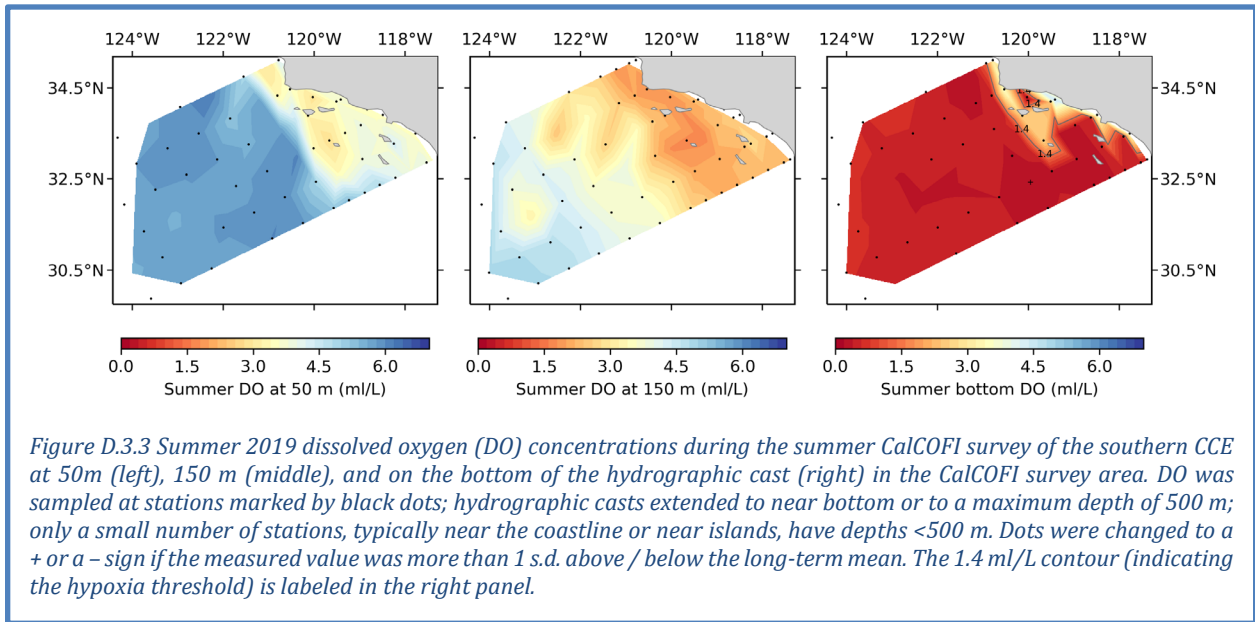 124°W 122°W 120°W 118°W 124°W 122°W 120°W 118°W 124°W 122°W 120°W 118°W
34.5°N 34.5°N
32.5°N 32.5°N
30.5°N 30.5°N
1.4
1.4
1.4
1.4
0.0 1.5 3.0 4.5 6.0 0.0 1.5 3.0 4.5 6.0 0.0 1.5 3.0 4.5 6.0
Summer DO at 50 m (ml/L) Summer DO at 150 m (ml/L) Summer bottom DO (ml/L)
Figure D.3.3 Summer 2019 dissolved oxygen (DO) concentrations during the summer CalCOFI survey of the southern CCE
at 50m (left), 150 m (middle), and on the bottom of the hydrographic cast (right) in the CalCOFI survey area. DO was
sampled at stations marked by black dots; hydrographic casts extended to near bottom or to a maximum depth of 500 m;
only a small number of stations, typically near the coastline or near islands, have depths <500 m. Dots were changed to a
+ or a – sign if the measured value was more than 1 s.d. above / below the long-term mean. The 1.4 ml/L contour (indicating
the hypoxia threshold) is labeled in the right panel.